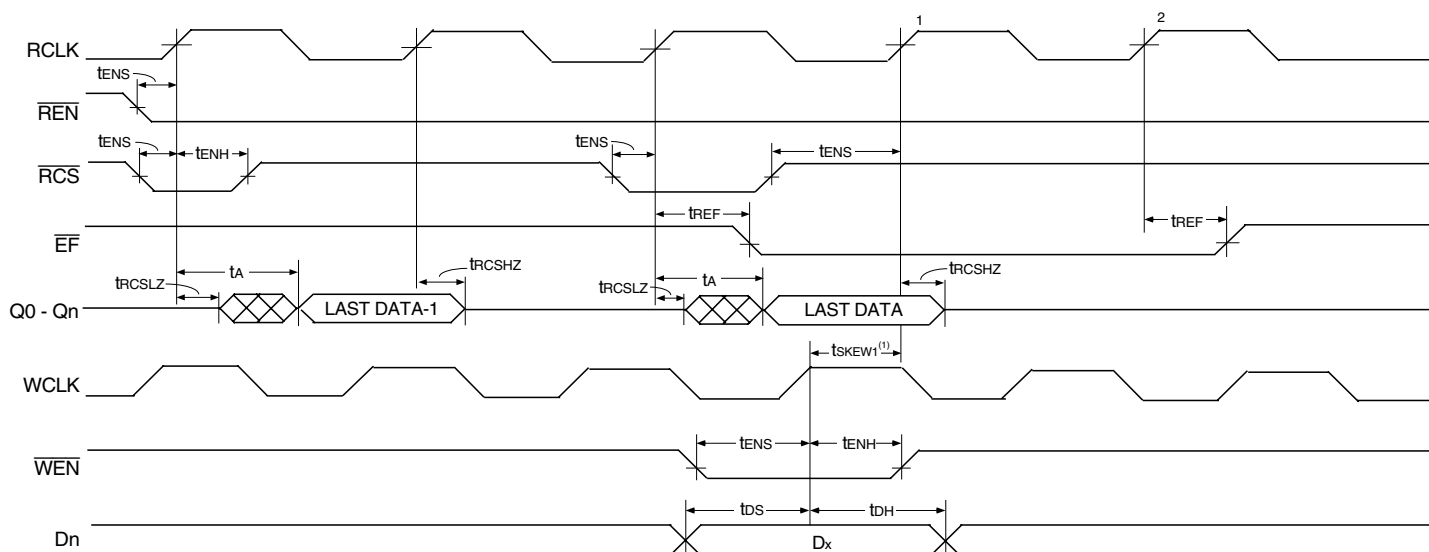 1
2
RCLK
tENS
REN
tENS
tENH
tENS
tENS
RCS
tREF
tREF
EF
tA
tRCSHZ
tA
tRCSHZ
tRCSLZ
tRCSLZ
Q0 - Qn
LAST DATA-1
LAST DATA
tSKEW1(1)
WCLK
tENS
tENH
WEN
tDS
tDH
Dn
Dx